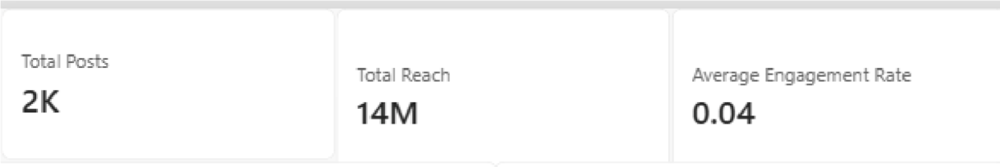 Total Posts
2K
Total Reach
14M
Average Engagement Rate
0.04